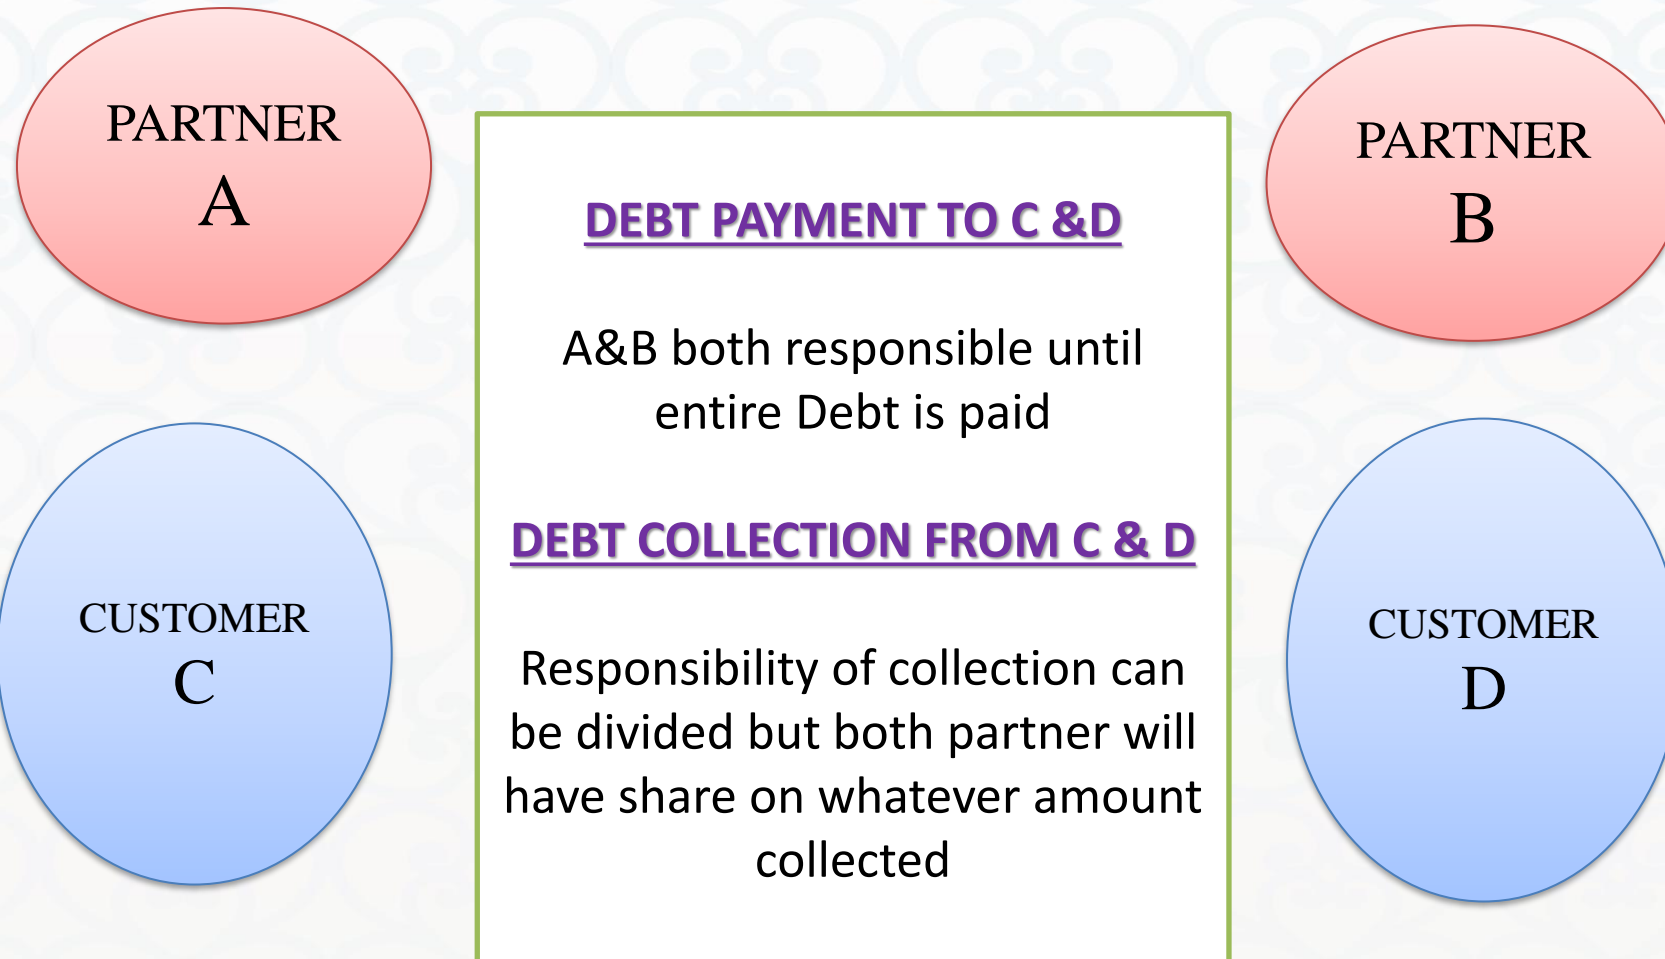 PARTNER
A
PARTNER
B
DEBT PAYMENT TO C &D
A&B both responsible until
entire Debt is paid
DEBT COLLECTION FROM C & D
Responsibility of collection can
be divided but both partner will
have share on whatever amount
collected
CUSTOMER
C
CUSTOMER
D